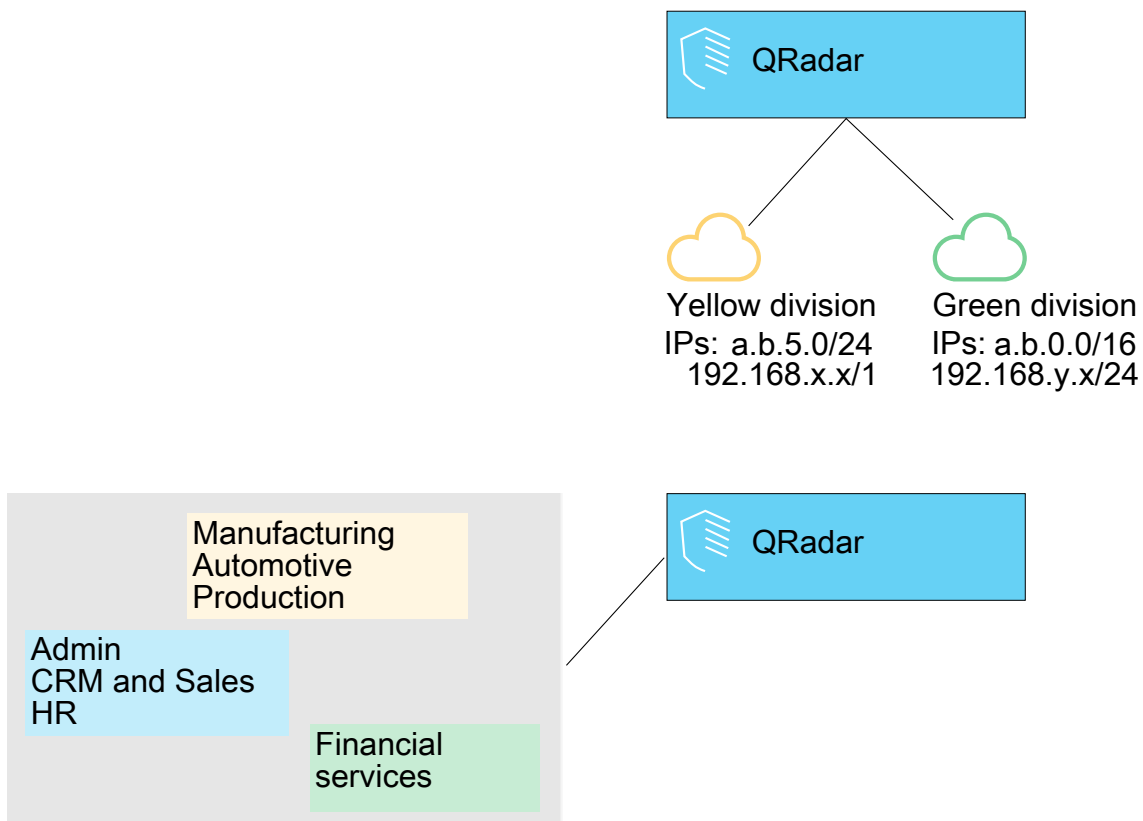 QRadar
Yellow division
IPs: a.b.5.0/24
192.168.x.x/1
Green division
IPs: a.b.0.0/16
192.168.y.x/24
Manufacturing
Automotive
Production
Admin
CRM and Sales
HR
Financial
services
QRadar